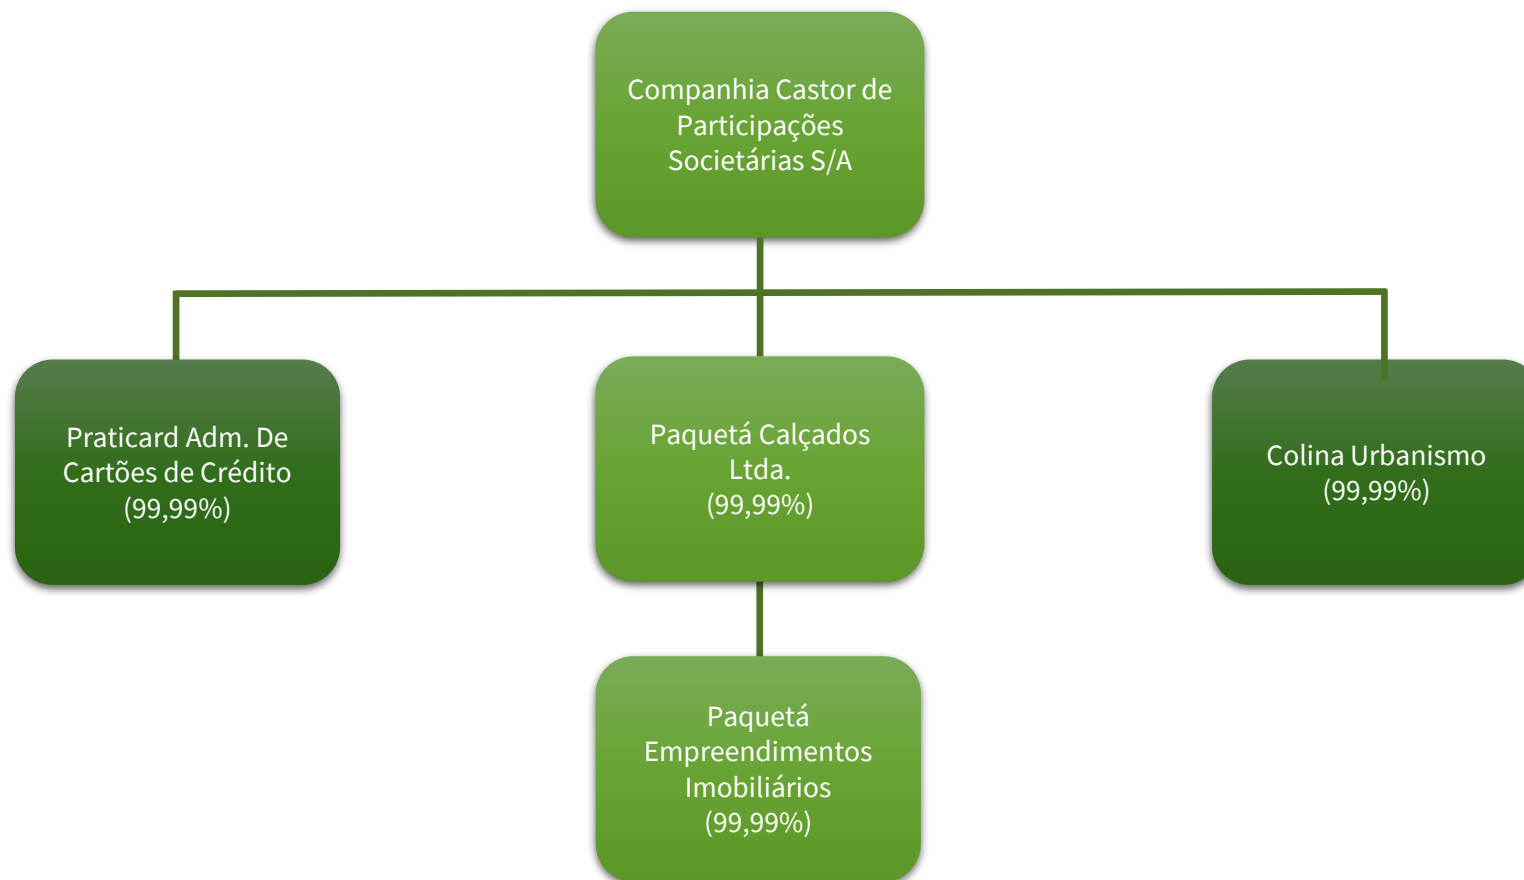 Companhia Castor de
Participações
Societárias S/A
Praticard Adm. De
Cartões de Crédito
(99,99%)
Paquetá Calçados
Ltda.
(99,99%)
Colina Urbanismo
(99,99%)
Paquetá
Empreendimentos
Imobiliários
(99,99%)